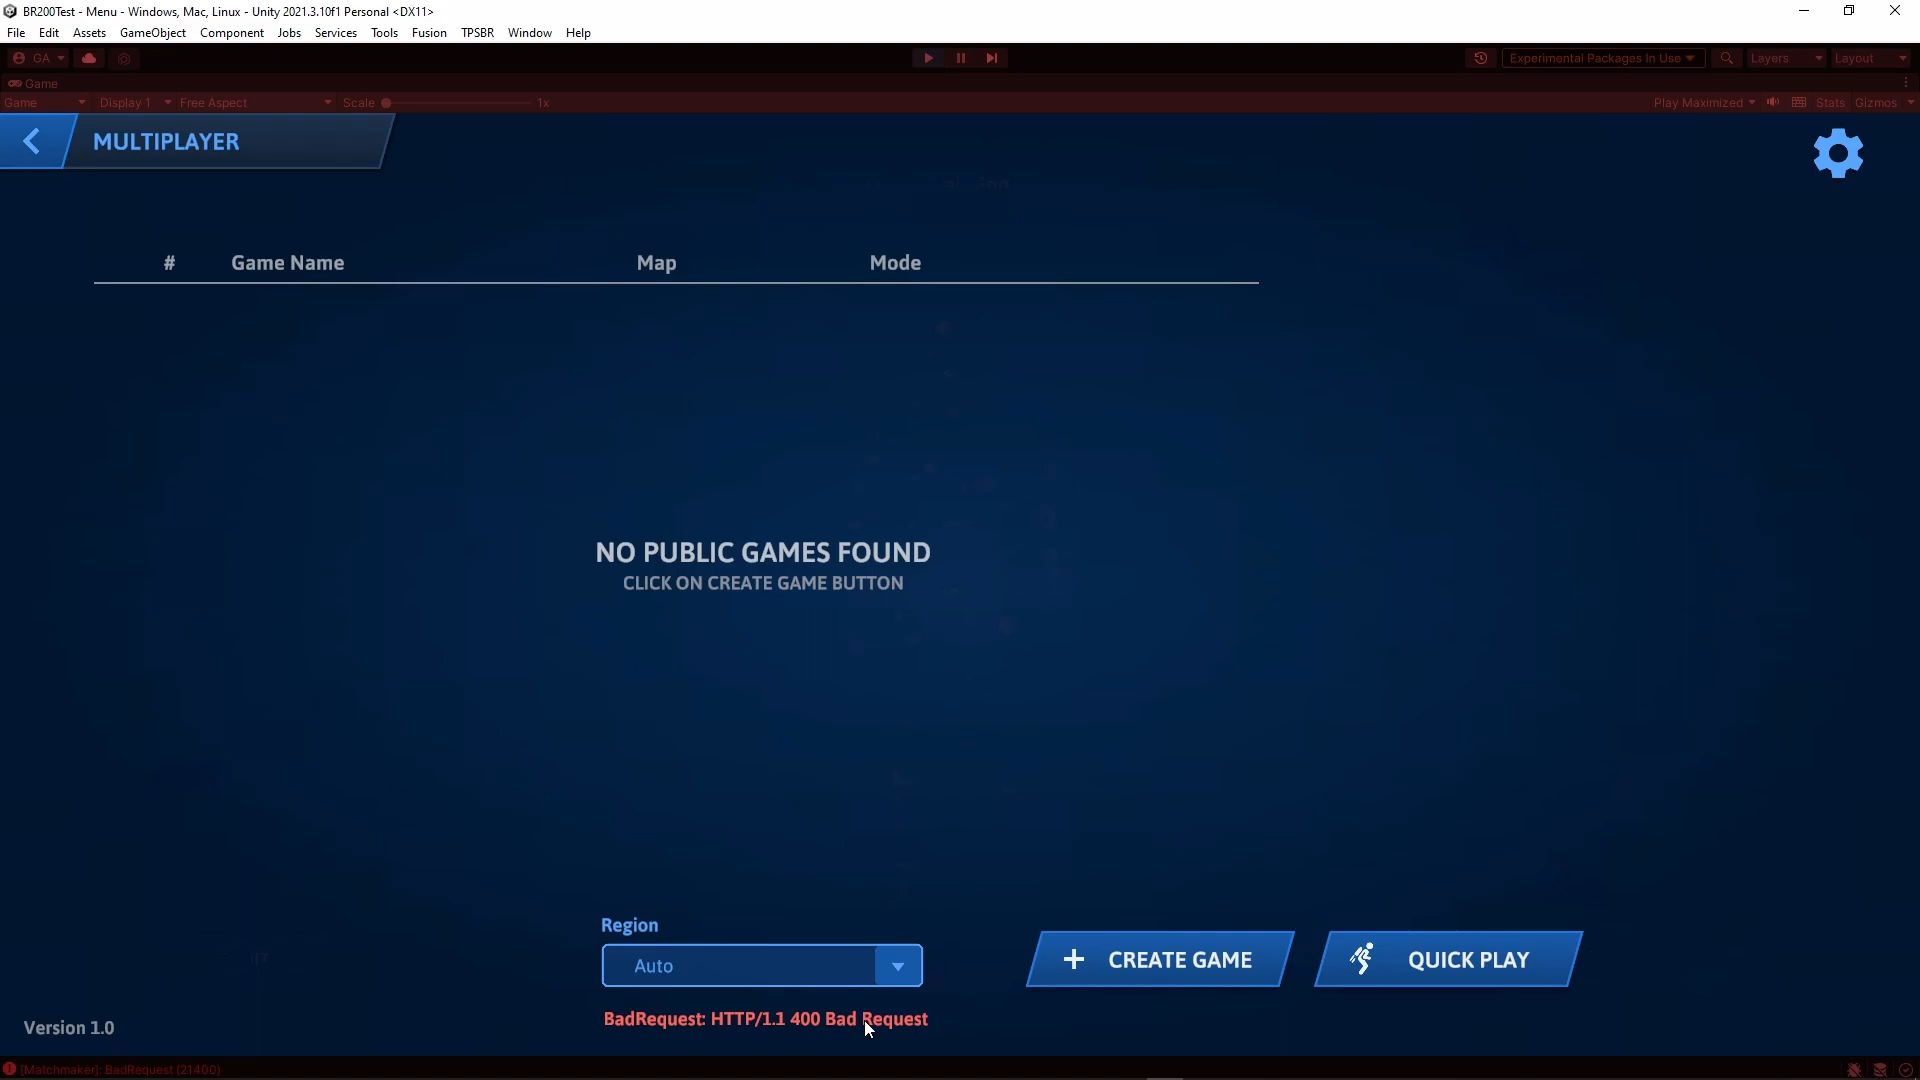 BR200Test - Menu - Windows, Mac, Linux - Unity 2021.3.10f1 Personal <DX11>
File Edit Assets GameObject Component Jobs Services Tools Fusion TPSBR Window Help
GA Experimental Packages In Use Layers Layout
Game
Game Display 1 Free Aspect Scale 1x Play Maximized Stats Gizmos
MULTIPLAYER
# Game Name Map Mode
NO PUBLIC GAMES FOUND
CLICK ON CREATE GAME BUTTON
Region
Auto
+ CREATE GAME
QUICK PLAY
BadRequest: HTTP/1.1 400 Bad Request
Version 1.0
[Matchmaker]: BadRequest (21400)